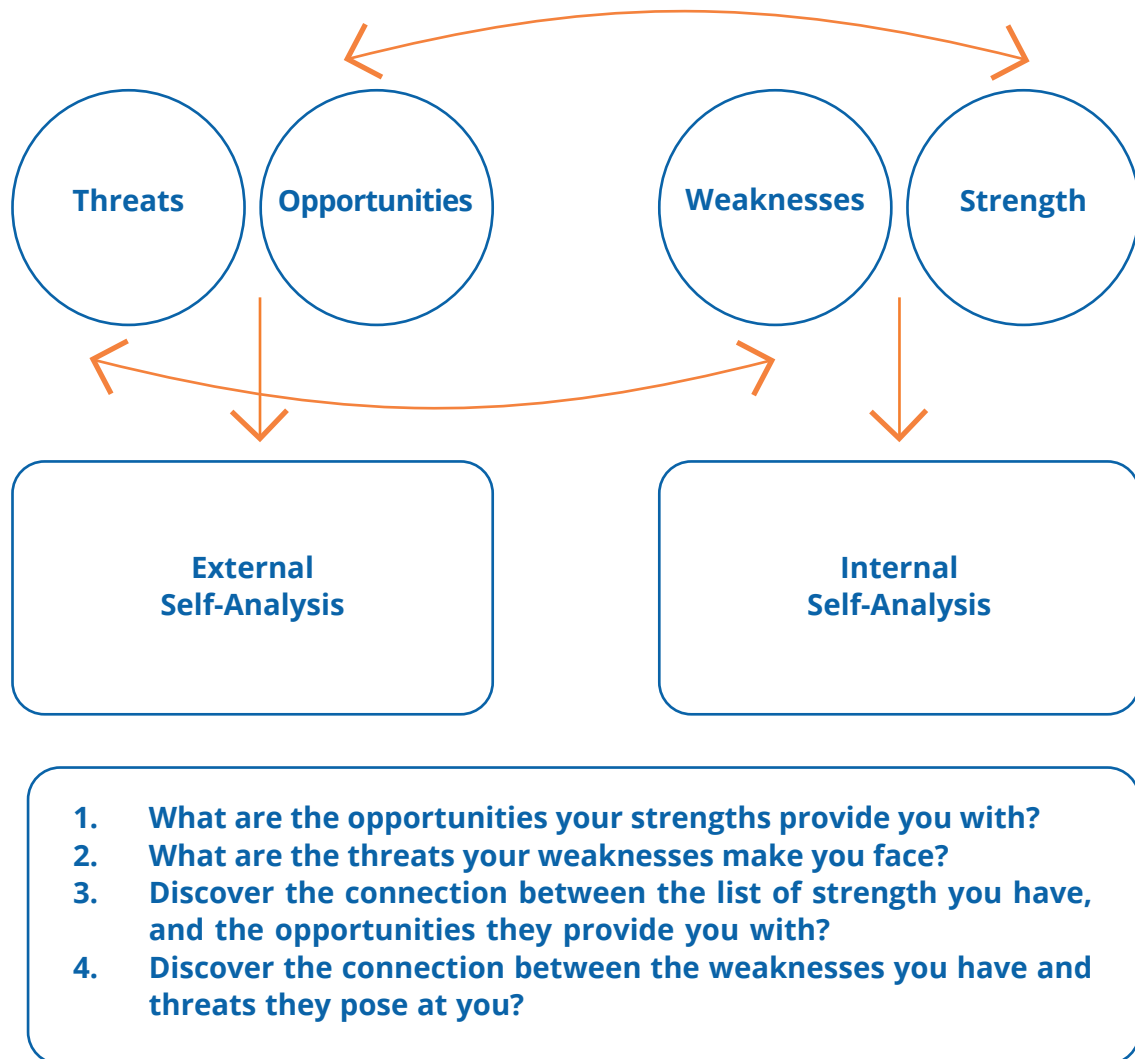 Threats
Opportunities
Weaknesses
Strength
External
Self-Analysis
Internal
Self-Analysis
1. What are the opportunities your strengths provide you with?
2. What are the threats your weaknesses make you face?
3. Discover the connection between the list of strength you have,
and the opportunities they provide you with?
4. Discover the connection between the weaknesses you have and
threats they pose at you?